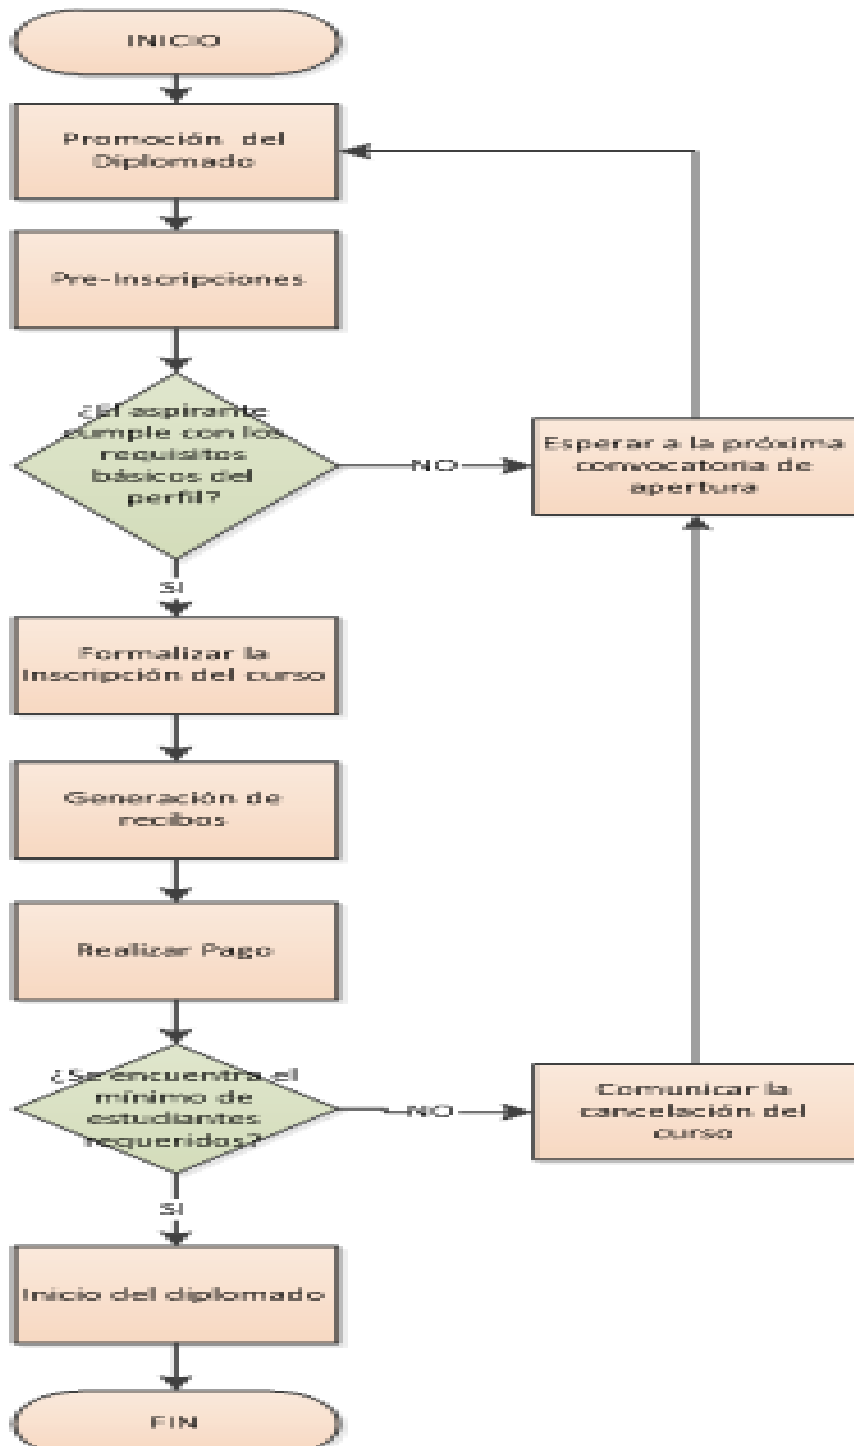 INICIO
Promoción del
Diplomado
Pre-Inscripciones
¿El aspirante
cumple con los
requisitos
básicos del
perfil?
NO
Esperar a la próxima
convocatoria de
apertura
SI
Formalizar la
Inscripción del curso
Generación de
recibos
Realizar Pago
¿Se encuentra el
mínimo de
estudiantes
requeridos?
NO
Comunicar la
cancelación del
curso
SI
Inicio del diplomado
FIN